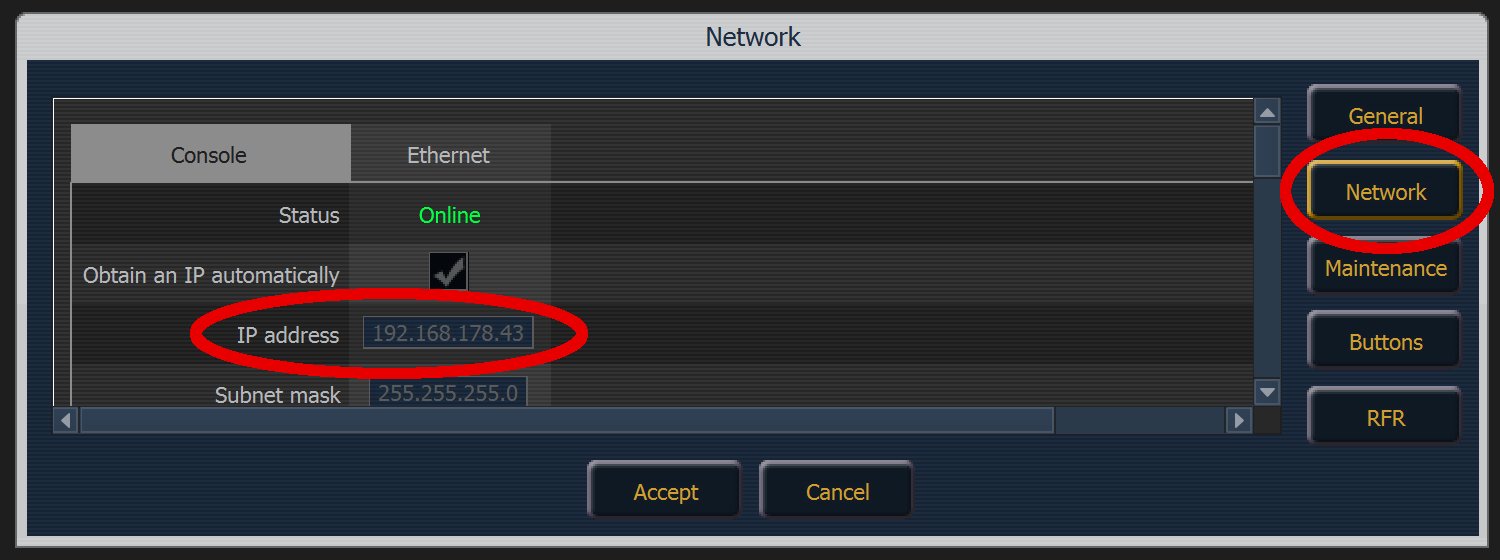 Network
Console Ethernet
Status Online
Obtain an IP automatically
IP address 192.168.178.43
Subnet mask 255.255.255.0
General
Network
Maintenance
Buttons
RFR
Accept Cancel